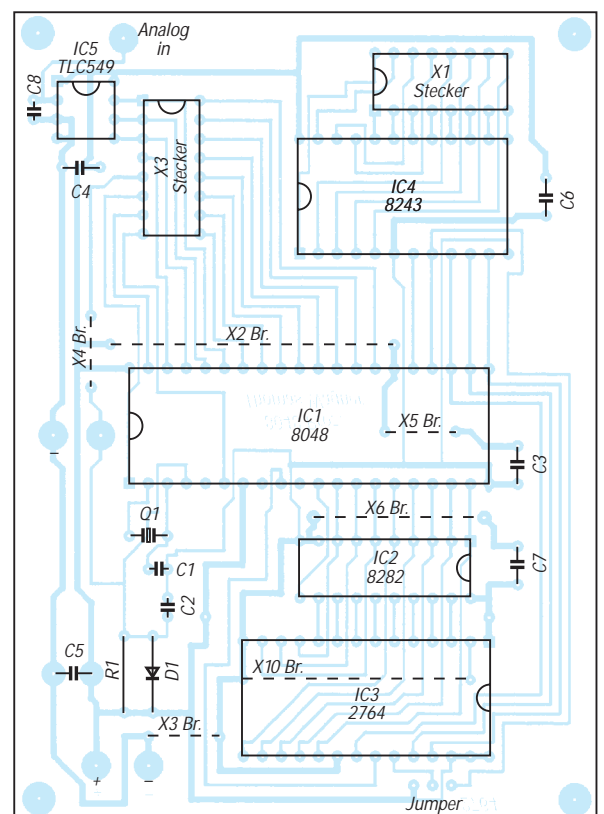 Analog
in
IC5
TLC549
C8
X1
Stecker
X3
Stecker
C4
IC4
8243
C6
X4 Br.
X2 Br.
IC1
8048
X5 Br.
–
C3
Q1
X6 Br.
C1
IC2
8282
C7
C2
C5
R1
D1
X10 Br.
IC3
2764
X3 Br.
+
–
Jumper